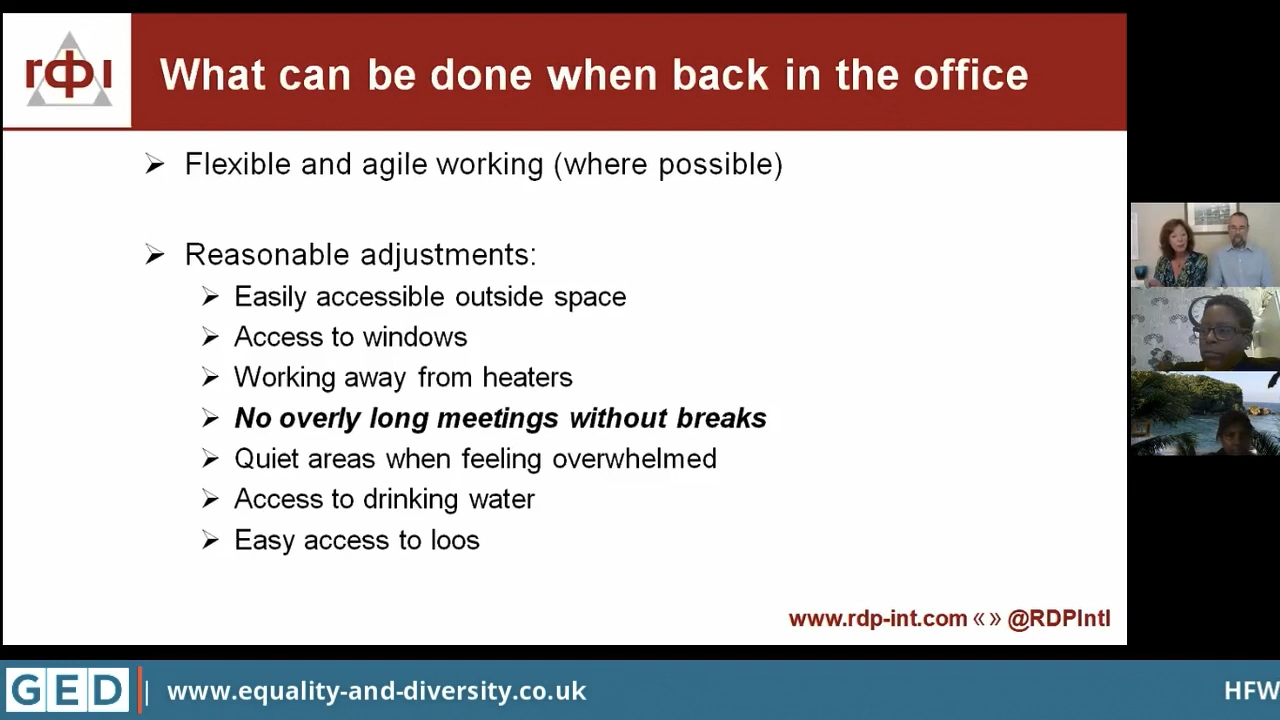 rφı
What can be done when back in the office
Flexible and agile working (where possible)
Reasonable adjustments:
Easily accessible outside space
Access to windows
Working away from heaters
No overly long meetings without breaks
Quiet areas when feeling overwhelmed
Access to drinking water
Easy access to loos
www.rdp-int.com «» @RDPIntl
GED | www.equality-and-diversity.co.uk HFW